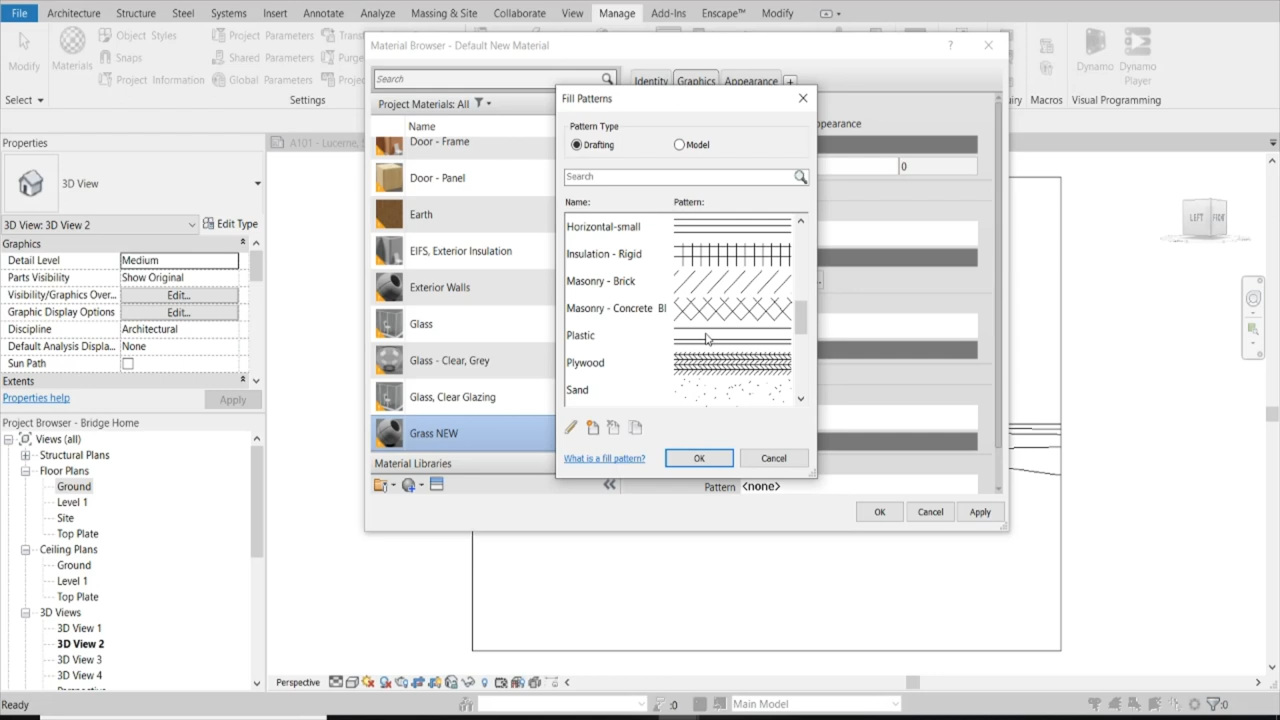 File Architecture Structure Steel Systems Insert Annotate Analyze Massing & Site Collaborate View Manage Add-Ins Enscape™ Modify
Modify
Materials
Object Styles
Snaps
Project Information
Project Parameters
Shared Parameters
Global Parameters
Select
Settings
Macros
Dynamo
Dynamo Player
Visual Programming
Properties
3D View
3D View: 3D View 2
Edit Type
Graphics
Detail Level Medium
Parts Visibility Show Original
Visibility/Graphics Over... Edit...
Graphic Display Options Edit...
Discipline Architectural
Default Analysis Displa... None
Sun Path
Extents
Properties help
Apply
Project Browser - Bridge Home
Views (all)
Structural Plans
Floor Plans
Ground
Level 1
Site
Top Plate
Ceiling Plans
Ground
Level 1
Top Plate
3D Views
3D View 1
3D View 2
3D View 3
3D View 4
A101 - Lucerne,
Material Browser - Default New Material
? 
Search
Identity Graphics Appearance +
Project Materials: All
Name
Door - Frame
Door - Panel
Earth
EIFS, Exterior Insulation
Exterior Walls
Glass
Glass - Clear, Grey
Glass, Clear Glazing
Grass NEW
Material Libraries
0
Pattern <none>
OK Cancel Apply
Fill Patterns
Pattern Type
Drafting Model
Search
Name: Pattern:
Horizontal-small
Insulation - Rigid
Masonry - Brick
Masonry - Concrete Bl
Plastic
Plywood
Sand
What is a fill pattern?
OK Cancel
LEFT
Perspective
Ready
:0
Main Model
:0